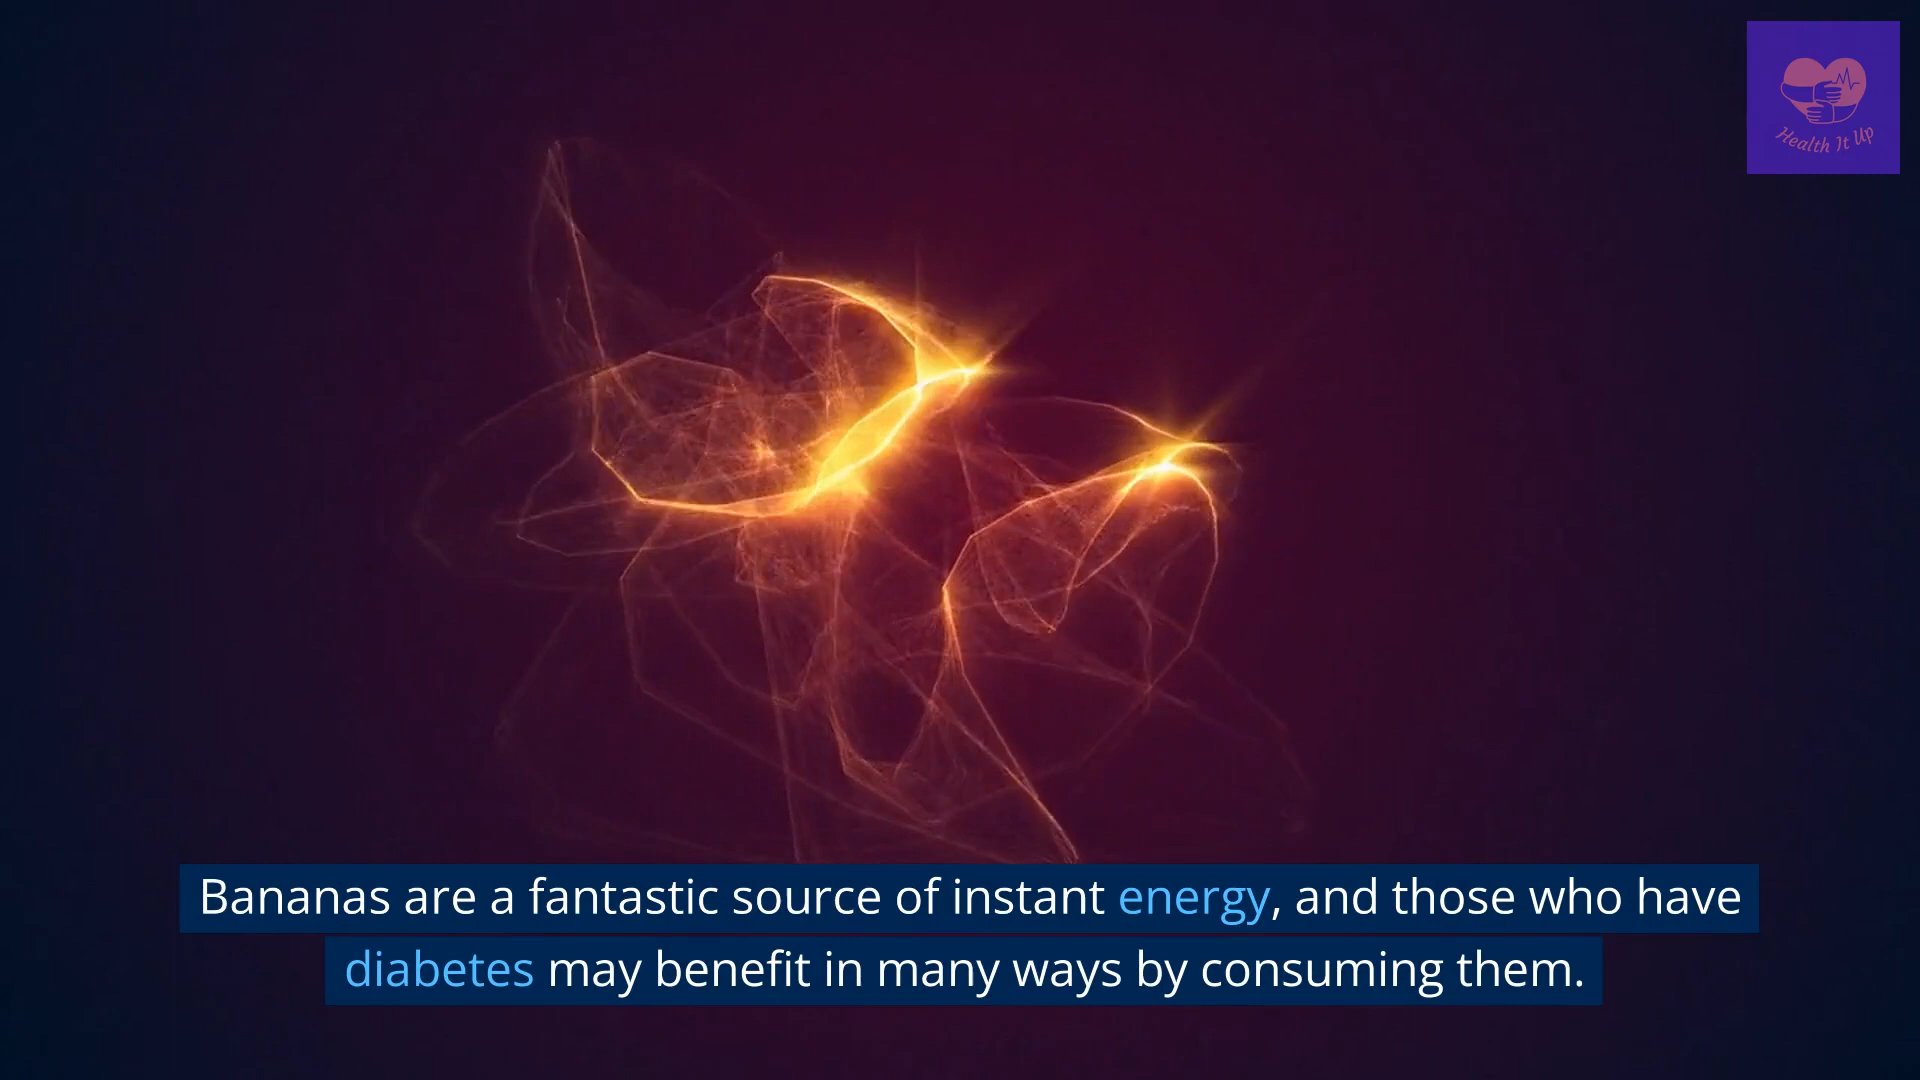 Health It Up
Bananas are a fantastic source of instant energy, and those who have
diabetes may benefit in many ways by consuming them.